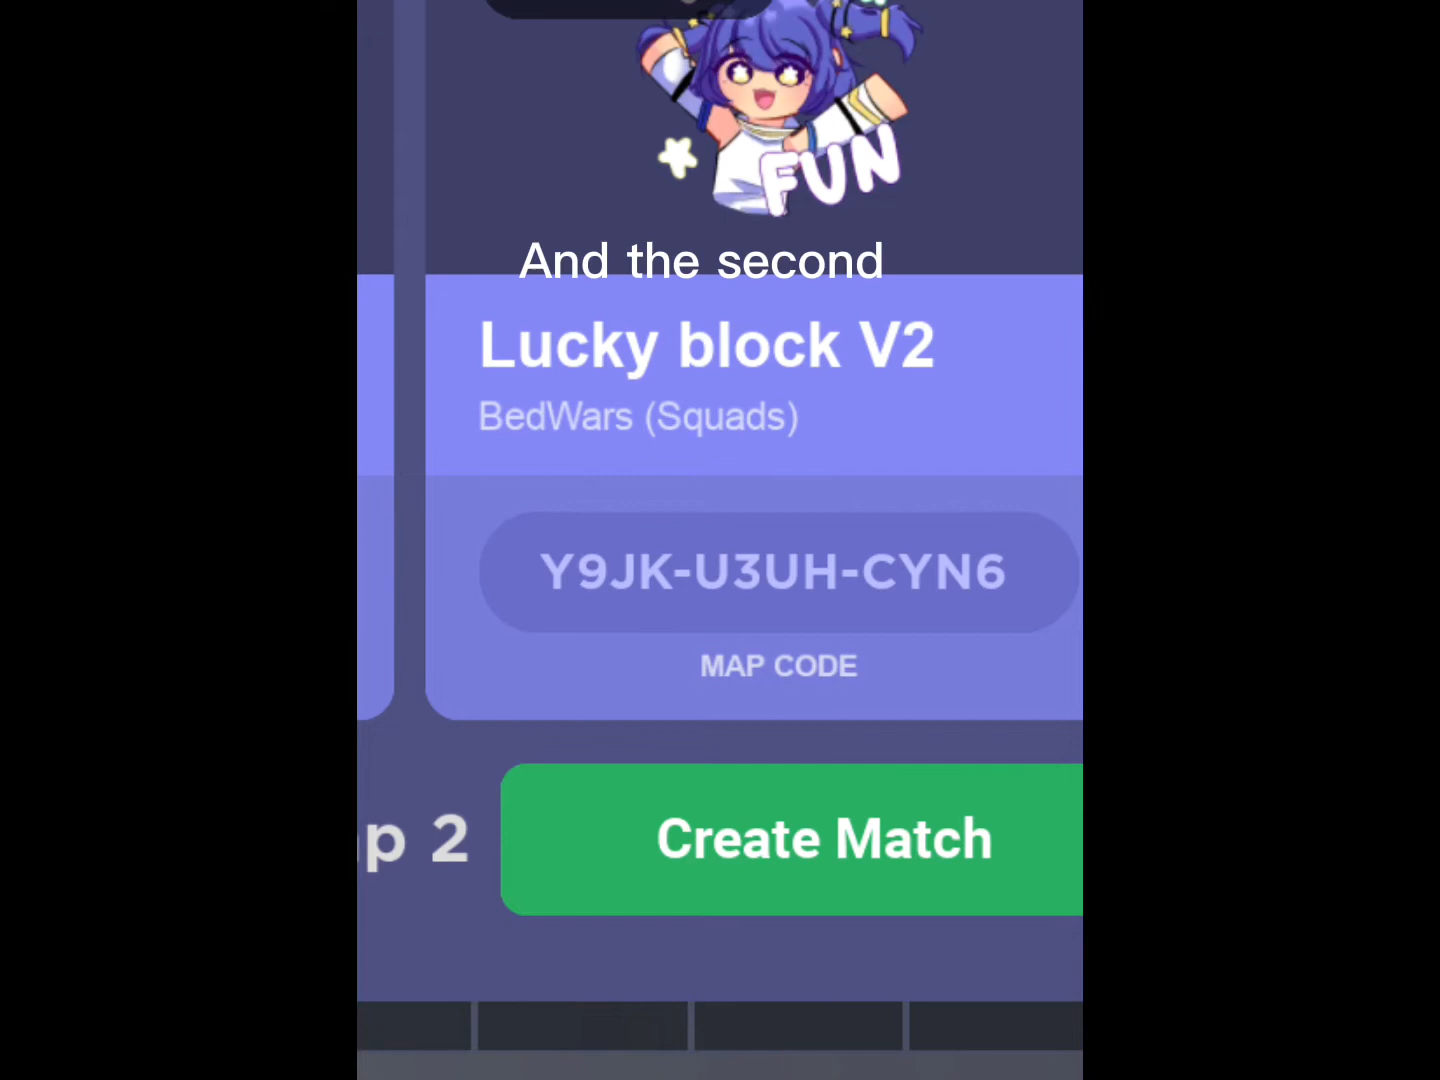 FUN
And the second
Lucky block V2
BedWars (Squads)
Y9JK-U3UH-CYN6
MAP CODE
p 2
Create Match